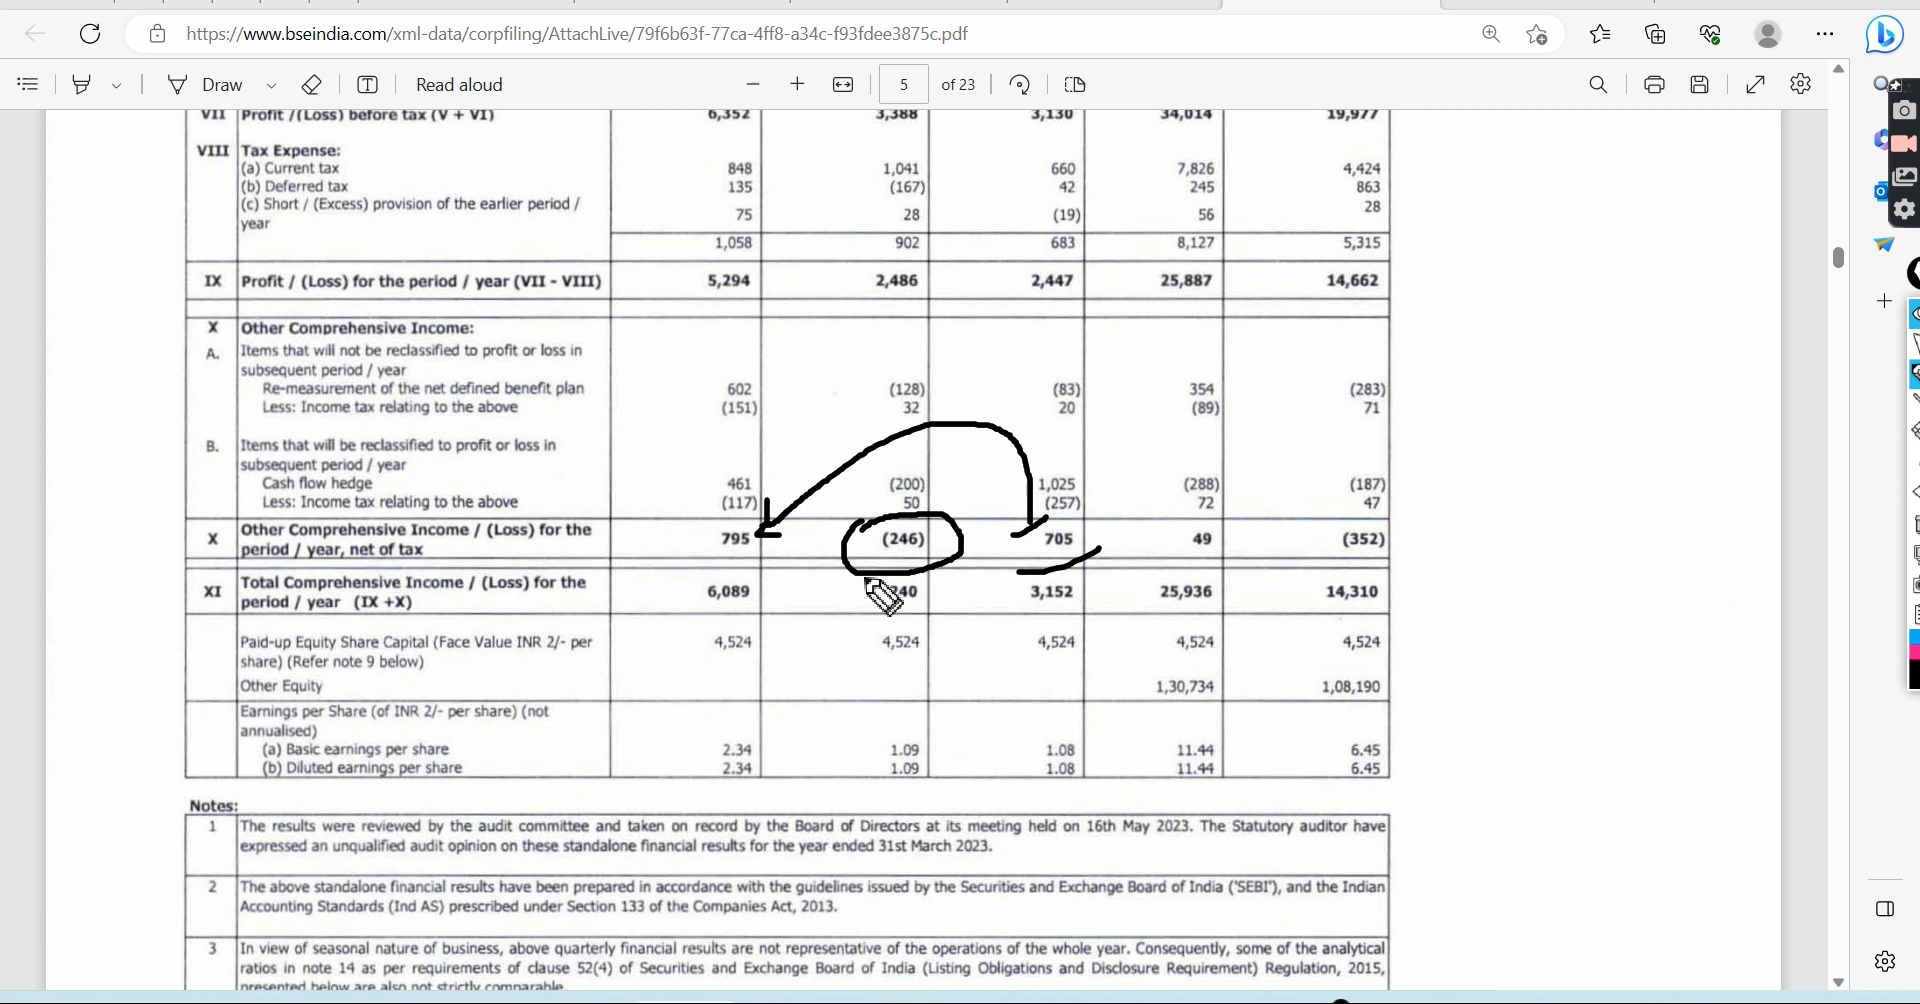 https://www.bseindia.com/xml-data/corpfiling/AttachLive/79f6b63f-77ca-4ff8-a34c-f93fdee3875c.pdf
Draw Read aloud 5 of 23
VII Profit /(Loss) before tax (V + VI) 6,352 3,388 3,130 34,014 19,977
VIII Tax Expense:
(a) Current tax 848 1,041 660 7,826 4,424
(b) Deferred tax 135 (167) 42 245 863
(c) Short / (Excess) provision of the earlier period / 28
year 75 28 (19) 56
1,058 902 683 8,127 5,315
IX Profit / (Loss) for the period / year (VII - VIII) 5,294 2,486 2,447 25,887 14,662
X Other Comprehensive Income:
A. Items that will not be reclassified to profit or loss in
subsequent period / year
Re-measurement of the net defined benefit plan 602 (128) (83) 354 (283)
Less: Income tax relating to the above (151) 32 20 (89) 71
B. Items that will be reclassified to profit or loss in
subsequent period / year
Cash flow hedge 461 (200) 1,025 (288) (187)
Less: Income tax relating to the above (117) 50 (257) 72 47
X Other Comprehensive Income / (Loss) for the
period / year, net of tax 795 (246) 705 49 (352)
XI Total Comprehensive Income / (Loss) for the
period / year (IX +X) 6,089 3,152 25,936 14,310
Paid-up Equity Share Capital (Face Value INR 2/- per 4,524 4,524 4,524 4,524 4,524
share) (Refer note 9 below)
Other Equity 1,30,734 1,08,190
Earnings per Share (of INR 2/- per share) (not
annualised)
(a) Basic earnings per share 2.34 1.09 1.08 11.44 6.45
(b) Diluted earnings per share 2.34 1.09 1.08 11.44 6.45
Notes:
1 The results were reviewed by the audit committee and taken on record by the Board of Directors at its meeting held on 16th May 2023. The Statutory auditor have
expressed an unqualified audit opinion on these standalone financial results for the year ended 31st March 2023.
2 The above standalone financial results have been prepared in accordance with the guidelines issued by the Securities and Exchange Board of India ('SEBI'), and the Indian
Accounting Standards (Ind AS) prescribed under Section 133 of the Companies Act, 2013.
3 In view of seasonal nature of business, above quarterly financial results are not representative of the operations of the whole year. Consequently, some of the analytical
ratios in note 14 as per requirements of clause 52(4) of Securities and Exchange Board of India (Listing Obligations and Disclosure Requirement) Regulation, 2015,
presented below are also not strictly comparable.